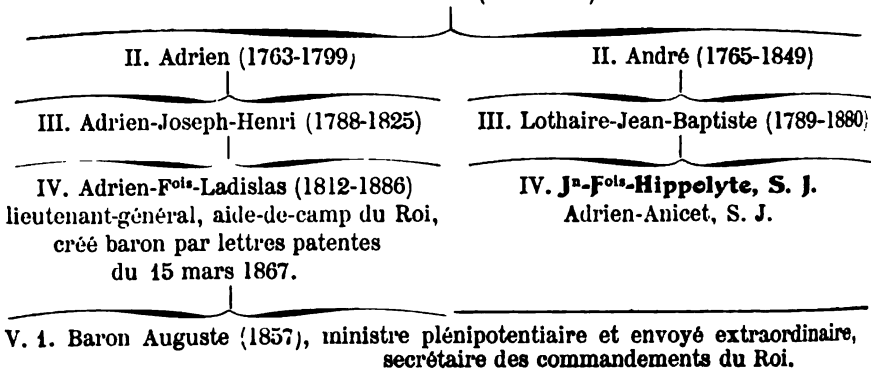 II. Adrien (1763-1799)
II. André (1765-1849)
III. Adrien-Joseph-Henri (1788-1825)
III. Lothaire-Jean-Baptiste (1789-1880)
IV. Adrien-Fois-Ladislas (1812-1886)
lieutenant-général, aide-de-camp du Roi,
créé baron par lettres patentes
du 15 mars 1867.
IV. Jn-Fois-Hippolyte, S. J.
Adrien-Anicet, S. J.
V. 1. Baron Auguste (1857), ministre plénipotentiaire et envoyé extraordinaire,
secrétaire des commandements du Roi.